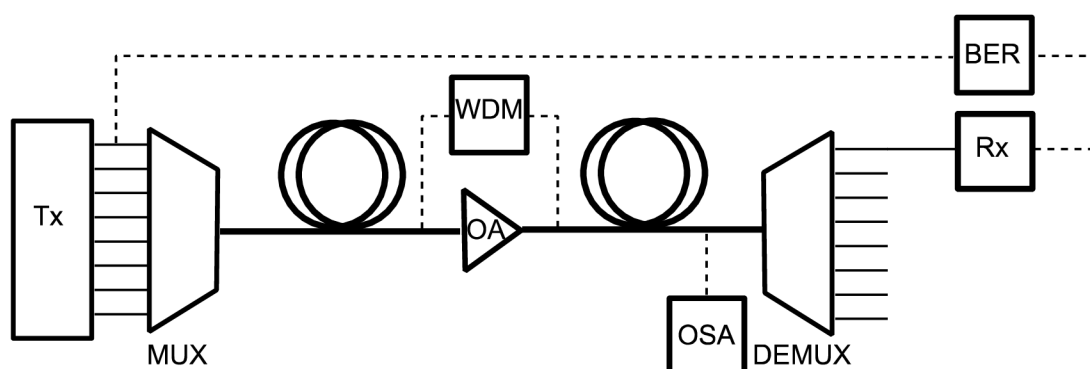 BER
WDM
Rx
Tx
OA
OSA
MUX
DEMUX